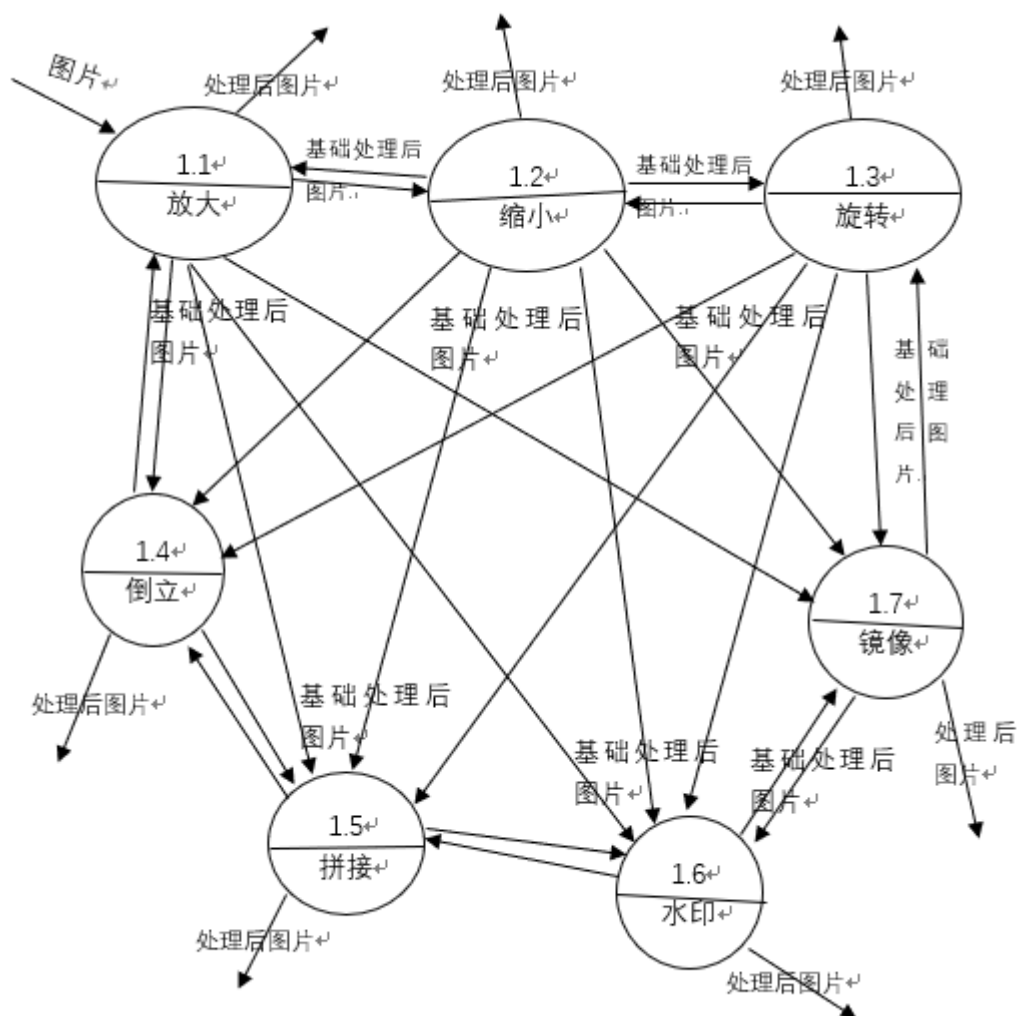 图片
处理后图片
处理后图片
处理后图片
1.1
放大
基础处理后
图片.
1.2
缩小
基础处理后
图片.
1.3
旋转
基础处理后
图片
基础处理后
图片
基础处理后
图片
基 础
处 理
后 图
片.
1.4
倒立
1.7
镜像
处理后图片
基础处理后
图片
基础处理后
图片
基础处理后
图片
处理后
图片
1.5
拼接
1.6
水印
处理后图片
处理后图片